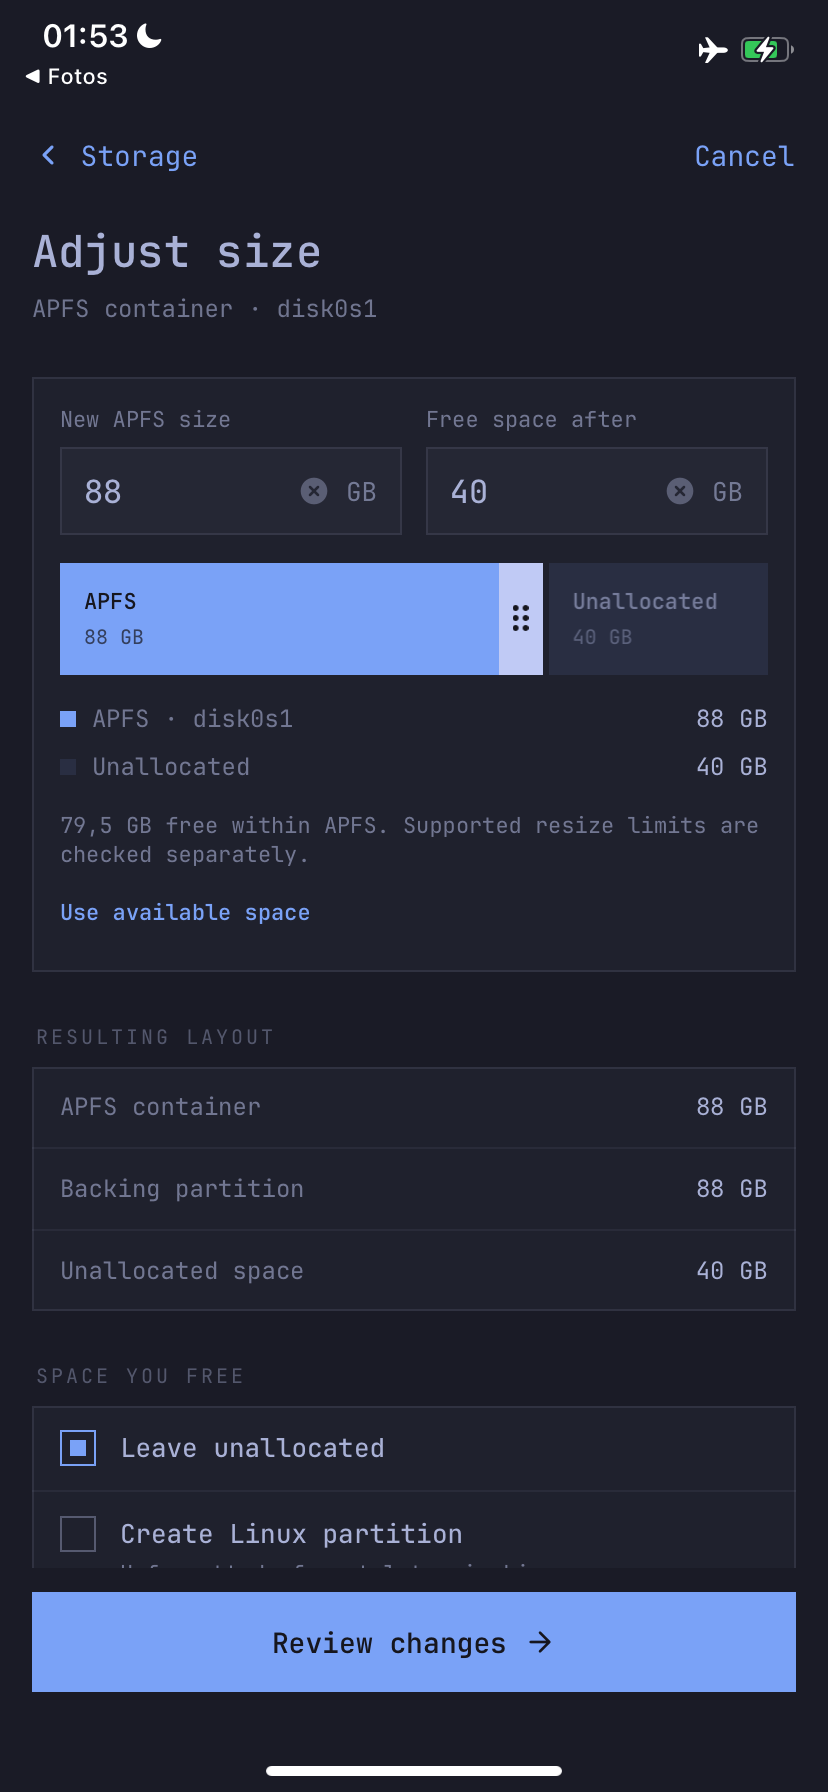 01:53
Fotos
Storage
Cancel
Adjust size
APFS container · disk0s1
New APFS size
Free space after
88 GB
40 GB
APFS
88 GB
Unallocated
40 GB
APFS · disk0s1 88 GB
Unallocated 40 GB
79,5 GB free within APFS. Supported resize limits are
checked separately.
Use available space
RESULTING LAYOUT
APFS container 88 GB
Backing partition 88 GB
Unallocated space 40 GB
SPACE YOU FREE
Leave unallocated
Create Linux partition
Review changes →